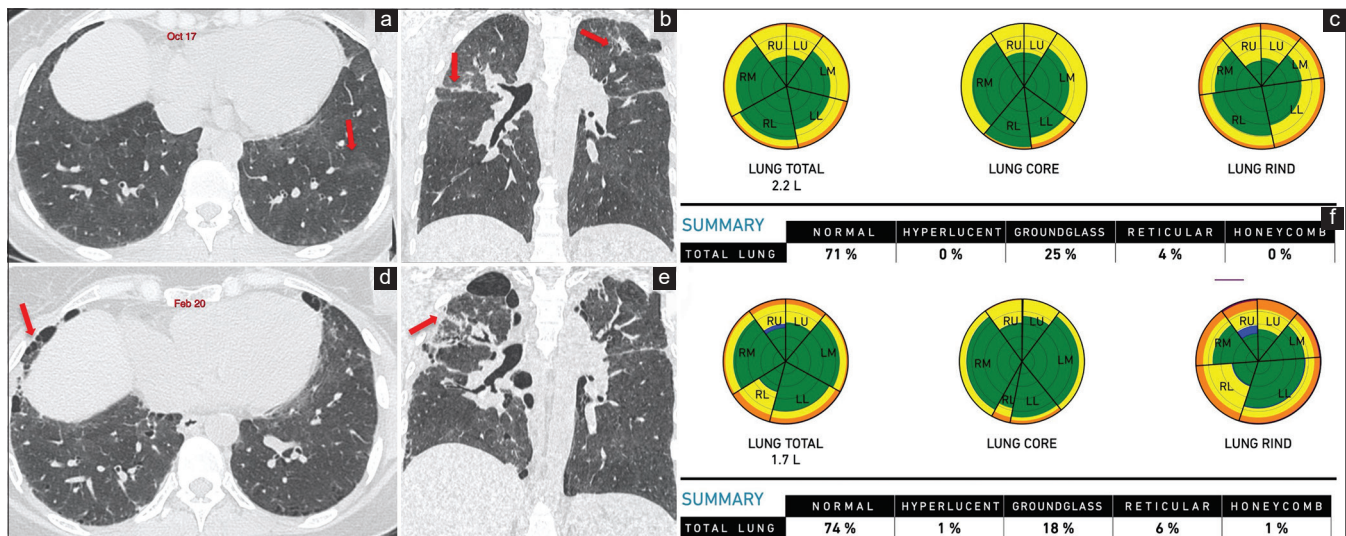 a
Oct 17
b
c
RU LU
RM LM
RL LL
LUNG TOTAL
2.2 L
RU LU
RM LM
RL LL
LUNG CORE
RU LU
RM LM
RL LL
LUNG RIND
f
SUMMARY
NORMAL HYPERLUCENT GROUNDGLASS RETICULAR HONEYCOMB
TOTAL LUNG 71 % 0 % 25 % 4 % 0 %
d
Feb 20
e
RU LU
RM LM
RL LL
LUNG TOTAL
1.7 L
RU LU
RM LM
RL LL
LUNG CORE
RU LU
RM LM
RL LL
LUNG RIND
SUMMARY
NORMAL HYPERLUCENT GROUNDGLASS RETICULAR HONEYCOMB
TOTAL LUNG 74 % 1 % 18 % 6 % 1 %